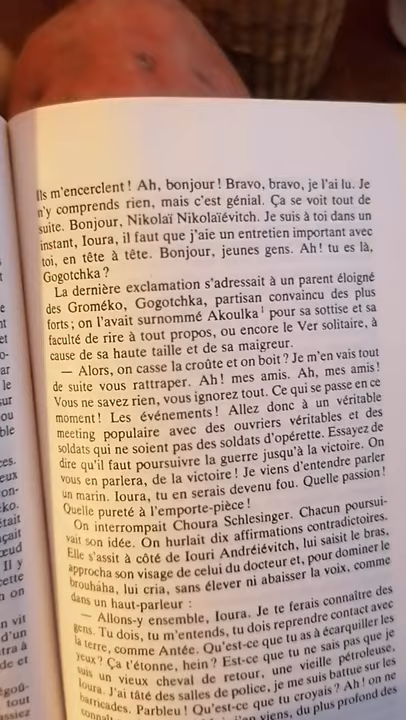 Ils m'encerclent ! Ah, bonjour ! Bravo, bravo, je l'ai lu. Je
n'y comprends rien, mais c'est génial. Ça se voit tout de
suite. Bonjour, Nikolaï Nikolaïévitch. Je suis à toi dans un
instant, Ioura, il faut que j'aie un entretien important avec
toi, en tête à tête. Bonjour, jeunes gens. Ah ! tu es là,
Gogotchka ?
La dernière exclamation s'adressait à un parent éloigné
des Groméko, Gogotchka, partisan convaincu des plus
forts ; on l'avait surnommé Akoulka¹ pour sa sottise et sa
faculté de rire à tout propos, ou encore le Ver solitaire, à
cause de sa haute taille et de sa maigreur.
— Alors, on casse la croûte et on boit ? Je m'en vais tout
de suite vous rattraper. Ah ! mes amis. Ah, mes amis !
Vous ne savez rien, vous ignorez tout. Ce qui se passe en ce
moment ! Les événements ! Allez donc à un véritable
meeting populaire avec des ouvriers véritables et des
soldats qui ne soient pas des soldats d'opérette. Essayez de
dire qu'il faut poursuivre la guerre jusqu'à la victoire. On
vous en parlera, de la victoire ! Je viens d'entendre parler
un marin. Ioura, tu en serais devenu fou. Quelle passion !
Quelle pureté à l'emporte-pièce !
On interrompait Choura Schlesinger. Chacun poursui-
vait son idée. On hurlait dix affirmations contradictoires.
Elle s'assit à côté de Iouri Andréiévitch, lui saisit le bras,
approcha son visage de celui du docteur et, pour dominer le
brouhaha, lui cria, sans élever ni abaisser la voix, comme
dans un haut-parleur :
— Allons-y ensemble, Ioura. Je te ferais connaître des
gens. Tu dois, tu m'entends, tu dois reprendre contact avec
la terre, comme Antée. Qu'est-ce que tu as à écarquiller les
yeux ? Ça t'étonne, hein ? Est-ce que tu ne sais pas que je
suis un vieux cheval de retour, une vieille pétroleuse,
Ioura. J'ai tâté des salles de police, je me suis battue sur les
barricades. Parbleu ! Qu'est-ce que tu croyais ? Ah ! on ne
viens, du plus profond des